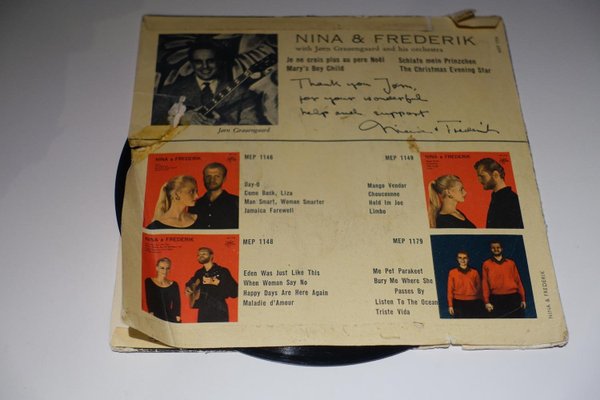 NINA & FREDERIK
with Jørn Grauengaard and his orchestra
Je ne crois plus au pere Noël
Mary's Boy Child
Schlafe mein Prinzchen
The Christmas Evening Star
Thank you Jørn,
for your wonderful
help and support
Nina & Frederik
Jørn Grauengaard
NINA & FREDERIK
MEP 1146
Day-0
Come Back, Liza
Man Smart, Woman Smarter
Jamaica Farewell
MEP 1149
Mango Vendor
Choucounne
Hold Im Joe
Limbo
NINA & FREDERIK
MEP 1148
Eden Was Just Like This
When Woman Say No
Happy Days Are Here Again
Maladie d'Amour
MEP 1179
Me Pet Parakeet
Bury Me Where She
Passes By
Listen To The Ocean
Triste Vida
NINA & FREDERIK